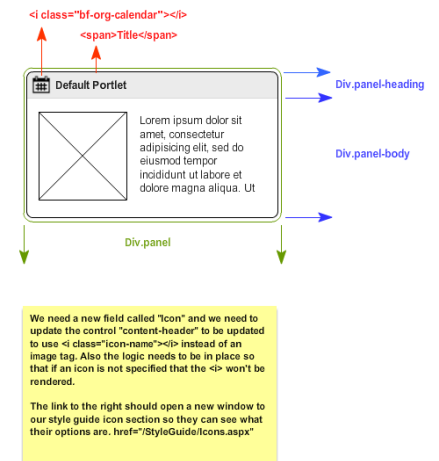 <i class="bf-org-calendar"></i>
<span>Title</span>
Default Portlet
Div.panel-heading
Lorem ipsum dolor sit
amet, consectetur
adipisicing elit, sed do
eiusmod tempor
incididunt ut labore et
dolore magna aliqua. Ut
Div.panel-body
Div.panel
We need a new field called "Icon" and we need to
update the control "content-header" to be updated
to use <i class="icon-name"></i> instead of an
image tag. Also the logic needs to be in place so
that if an icon is not specified that the <i> won't be
rendered.
The link to the right should open a new window to
our style guide icon section so they can see what
their options are. href="/StyleGuide/Icons.aspx"